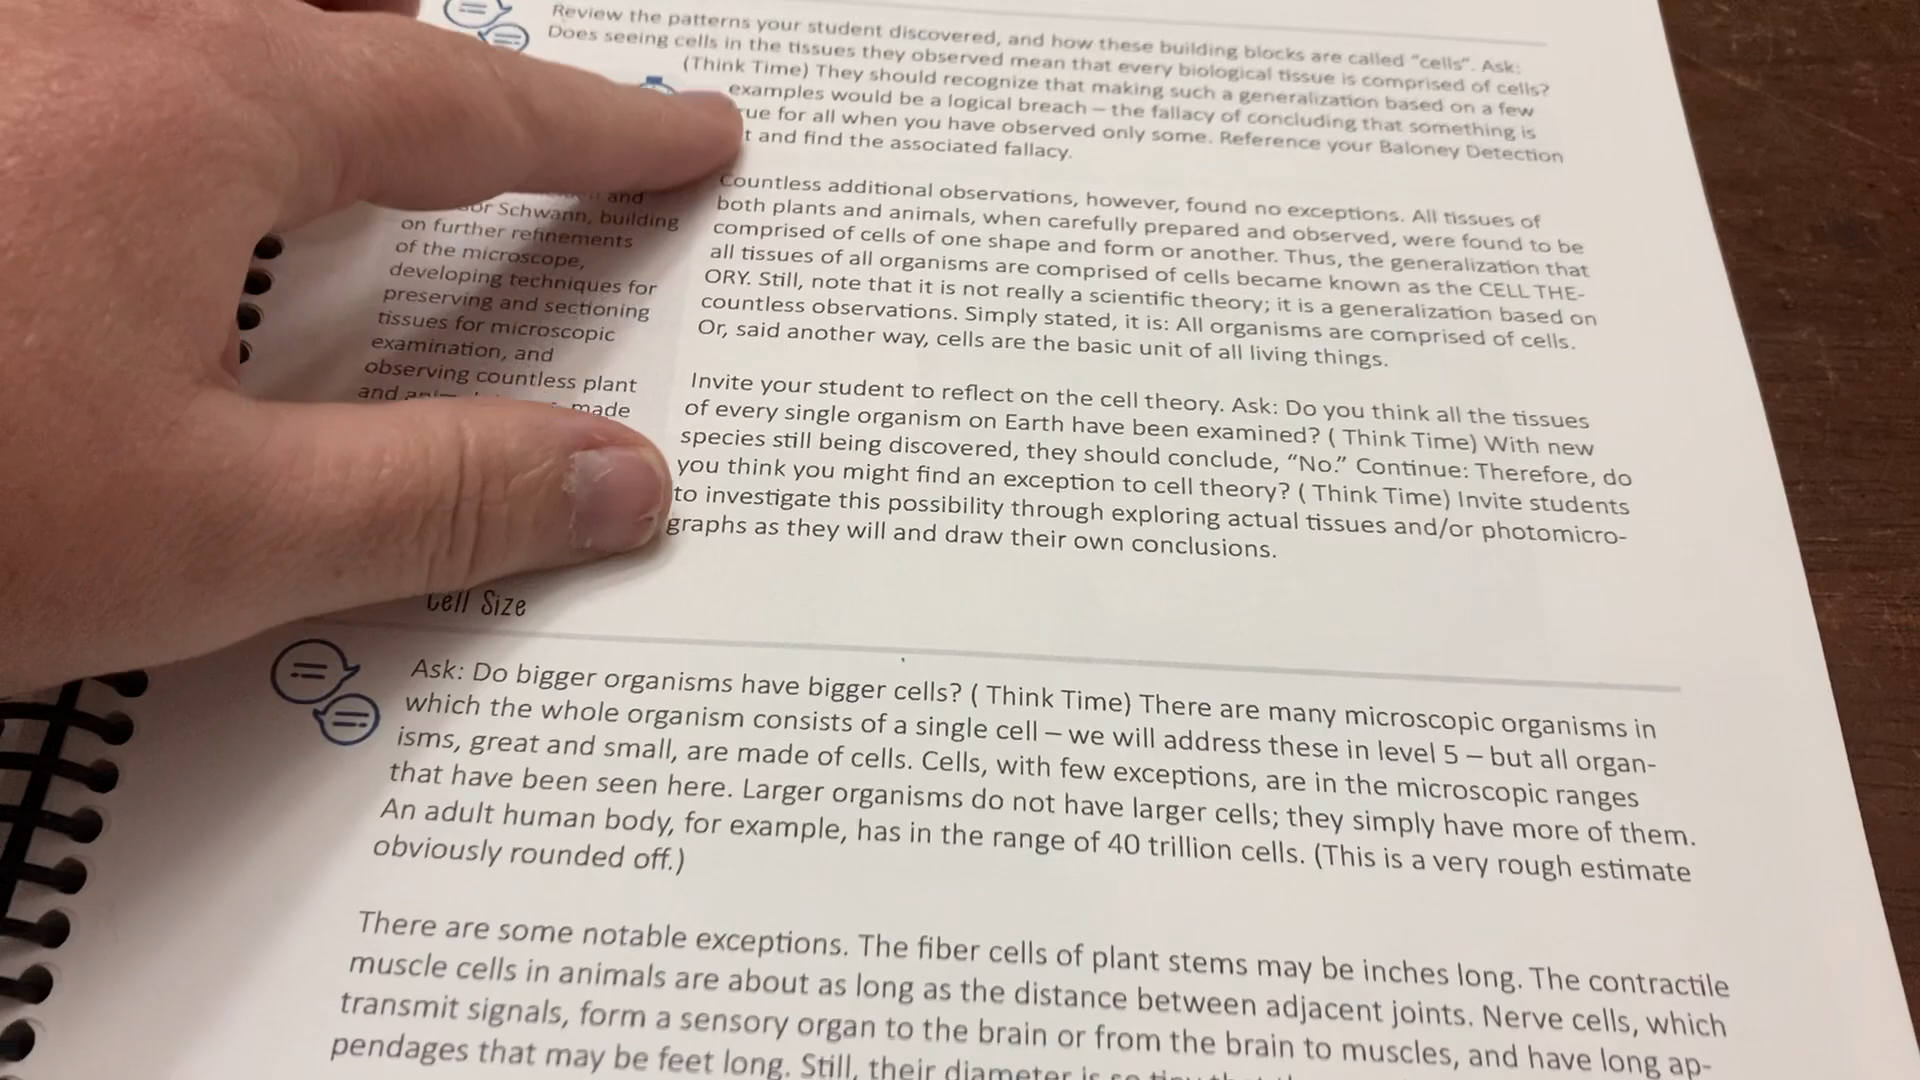 Review the patterns your student discovered, and how these building blocks are called “cells”. Ask:
Does seeing cells in the tissues they observed mean that every biological tissue is comprised of cells?
(Think Time) They should recognize that making such a generalization based on a few
examples would be a logical breach – the fallacy of concluding that something is
for all when you have observed only some. Reference your Baloney Detection
and find the associated fallacy.
and
Schwann, building
on further refinements
of the microscope,
developing techniques for
preserving and sectioning
tissues for microscopic
examination, and
observing countless plant
and made
Countless additional observations, however, found no exceptions. All tissues of
both plants and animals, when carefully prepared and observed, were found to be
comprised of cells of one shape and form or another. Thus, the generalization that
all tissues of all organisms are comprised of cells became known as the CELL THE-
ORY. Still, note that it is not really a scientific theory; it is a generalization based on
countless observations. Simply stated, it is: All organisms are comprised of cells.
Or, said another way, cells are the basic unit of all living things.
Invite your student to reflect on the cell theory. Ask: Do you think all the tissues
of every single organism on Earth have been examined? ( Think Time) With new
species still being discovered, they should conclude, “No.” Continue: Therefore, do
you think you might find an exception to cell theory? ( Think Time) Invite students
to investigate this possibility through exploring actual tissues and/or photomicro-
graphs as they will and draw their own conclusions.
Cell Size
Ask: Do bigger organisms have bigger cells? ( Think Time) There are many microscopic organisms in
which the whole organism consists of a single cell – we will address these in level 5 – but all organ-
isms, great and small, are made of cells. Cells, with few exceptions, are in the microscopic ranges
that have been seen here. Larger organisms do not have larger cells; they simply have more of them.
An adult human body, for example, has in the range of 40 trillion cells. (This is a very rough estimate
obviously rounded off.)
There are some notable exceptions. The fiber cells of plant stems may be inches long. The contractile
muscle cells in animals are about as long as the distance between adjacent joints. Nerve cells, which
transmit signals, form a sensory organ to the brain or from the brain to muscles, and have long ap-
pendages that may be feet long. Still, their diameter is so tiny that